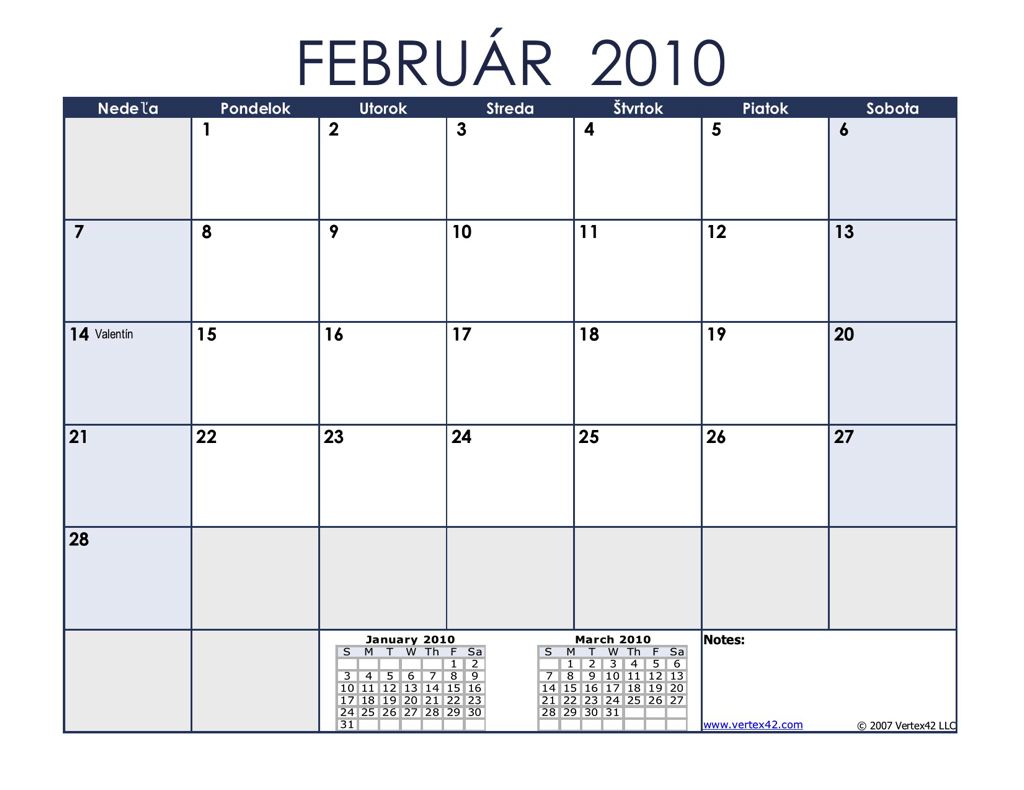 FEBRUÁR 2010
Nedeľa Pondelok Utorok Streda Štvrtok Piatok Sobota
1 2 3 4 5 6
7 8 9 10 11 12 13
14 Valentín 15 16 17 18 19 20
21 22 23 24 25 26 27
28
January 2010
S M T W Th F Sa
1 2
3 4 5 6 7 8 9
10 11 12 13 14 15 16
17 18 19 20 21 22 23
24 25 26 27 28 29 30
31
March 2010
S M T W Th F Sa
1 2 3 4 5 6
7 8 9 10 11 12 13
14 15 16 17 18 19 20
21 22 23 24 25 26 27
28 29 30 31
Notes:
www.vertex42.com
© 2007 Vertex42 LLC